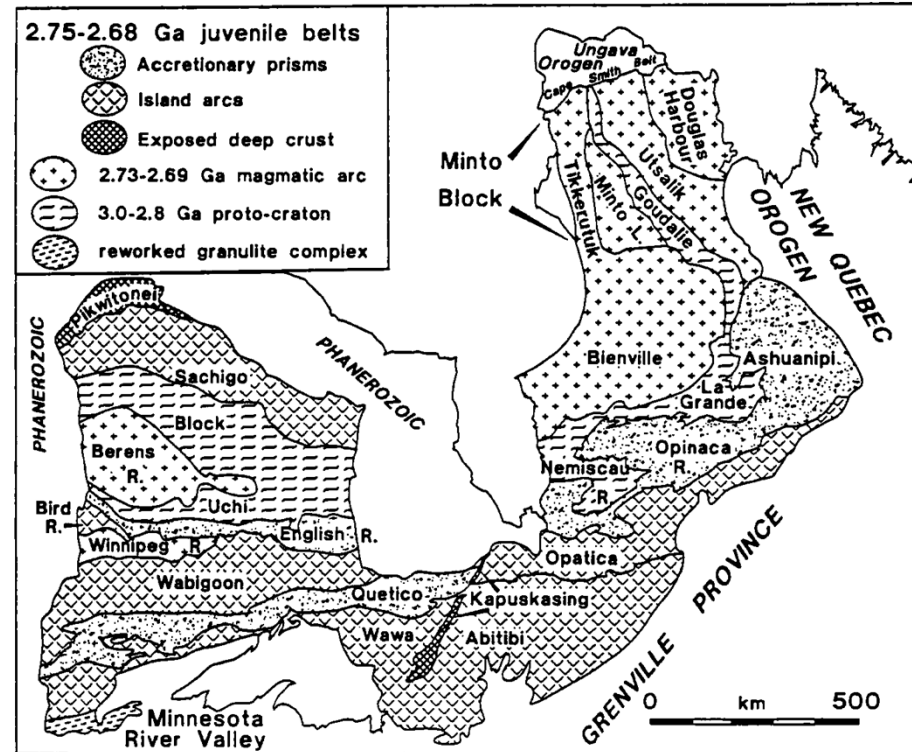 2.75-2.68 Ga juvenile belts
Accretionary prisms
Island arcs
Exposed deep crust
2.73-2.69 Ga magmatic arc
3.0-2.8 Ga proto-craton
reworked granulite complex
Ungava
Orogen
Cape Smith Belt
Douglas
Harbour
Minto
Block
Tikkerutuk
Minto
L.
Goudalie
Utsalik
NEW QUEBEC
OROGEN
Bienville
Ashuanipi
La
Grande
Opinaca
R.
Nemiscau
R.
Opatica
PHANEROZOIC
PHANEROZOIC
Pikwitonei
Sachigo
Block
Berens
R.
Uchi
Bird
R.
English R.
Winnipeg R.
Wabigoon
Quetico
Kapuskasing
Wawa
Abitibi
GRENVILLE PROVINCE
Minnesota
River Valley
0 km 500